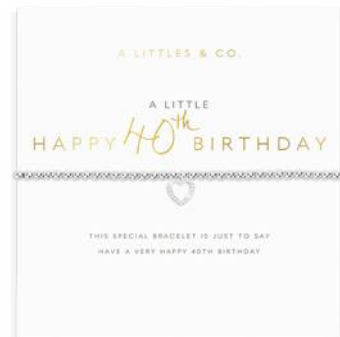 A LITTLES & CO.
A LITTLE
HAPPY 40th BIRTHDAY
THIS SPECIAL BRACELET IS JUST TO SAY
HAVE A VERY HAPPY 40TH BIRTHDAY